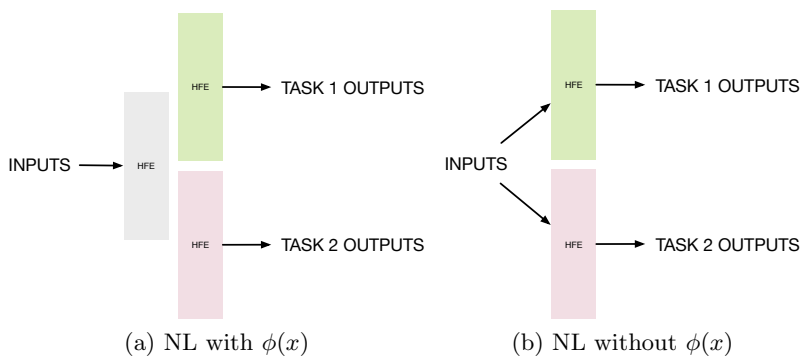 HFE
TASK 1 OUTPUTS
INPUTS
HFE
HFE
TASK 2 OUTPUTS
(a) NL with ϕ(x)
HFE
TASK 1 OUTPUTS
INPUTS
HFE
TASK 2 OUTPUTS
(b) NL without ϕ(x)